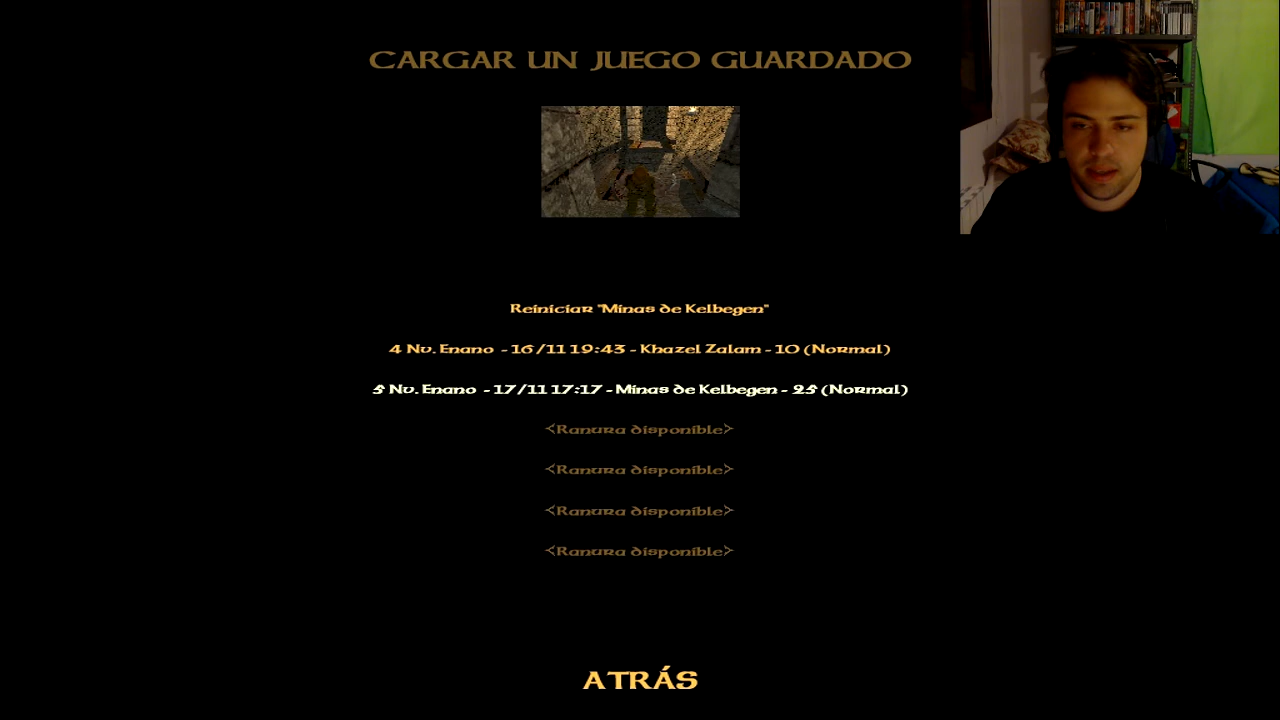 CARGAR UN JUEGO GUARDADO
Reiniciar "Minas de Kelbegen"
4 Nv. Enano - 16/11 19:43 - Khazel Zalam - 10 (Normal)
5 Nv. Enano - 17/11 17:17 - Minas de Kelbegen - 25 (Normal)
<Ranura disponible>
<Ranura disponible>
<Ranura disponible>
<Ranura disponible>
ATRÁS